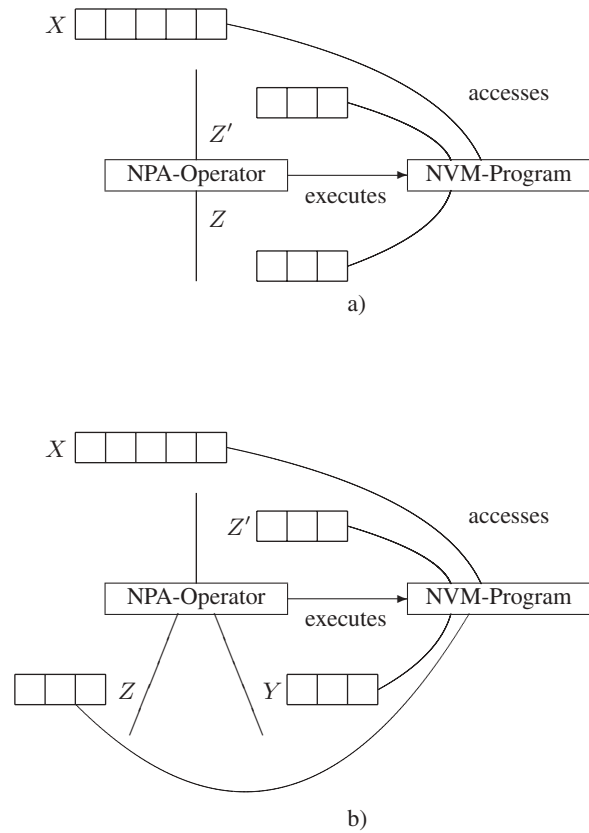 X
accesses
Z′
NPA-Operator
NVM-Program
executes
Z
a)
X
accesses
Z′
NPA-Operator
NVM-Program
executes
Z
Y
b)